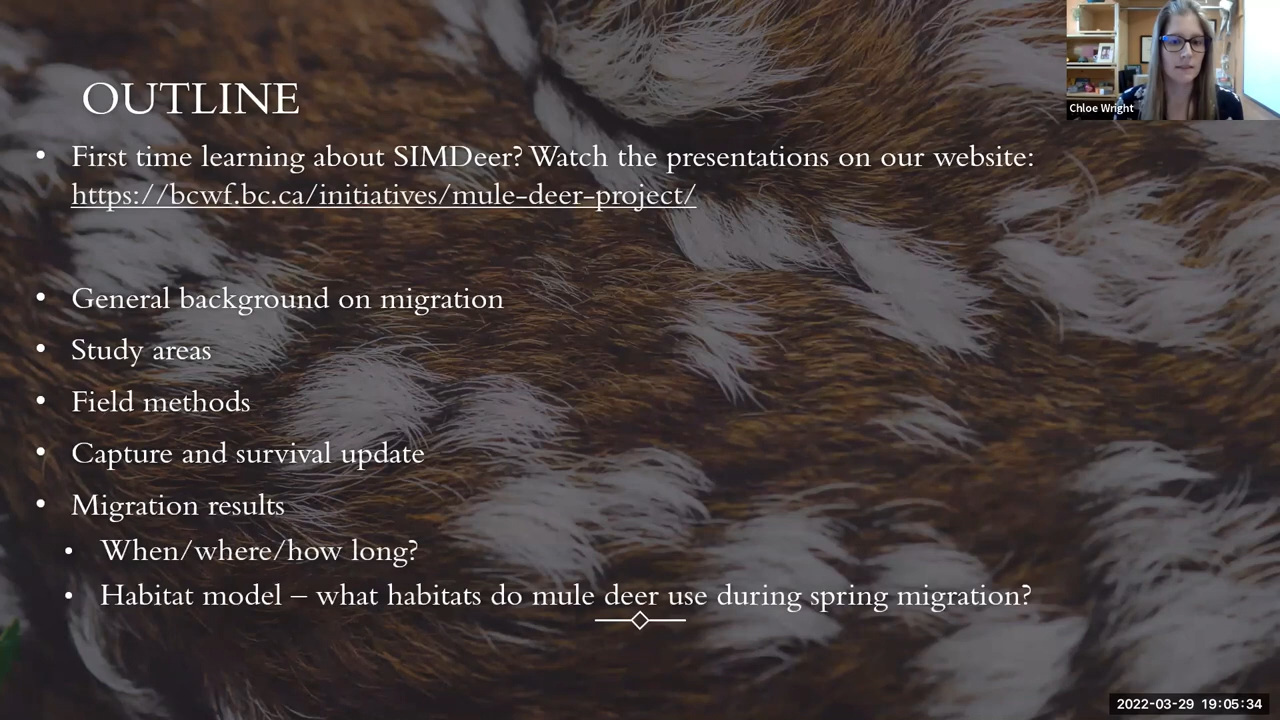 OUTLINE
• First time learning about SIMDeer? Watch the presentations on our website:
https://bcwf.bc.ca/initiatives/mule-deer-project/
• General background on migration
• Study areas
• Field methods
• Capture and survival update
• Migration results
• When/where/how long?
• Habitat model – what habitats do mule deer use during spring migration?
Chloe Wright
2022-03-29 19:05:34